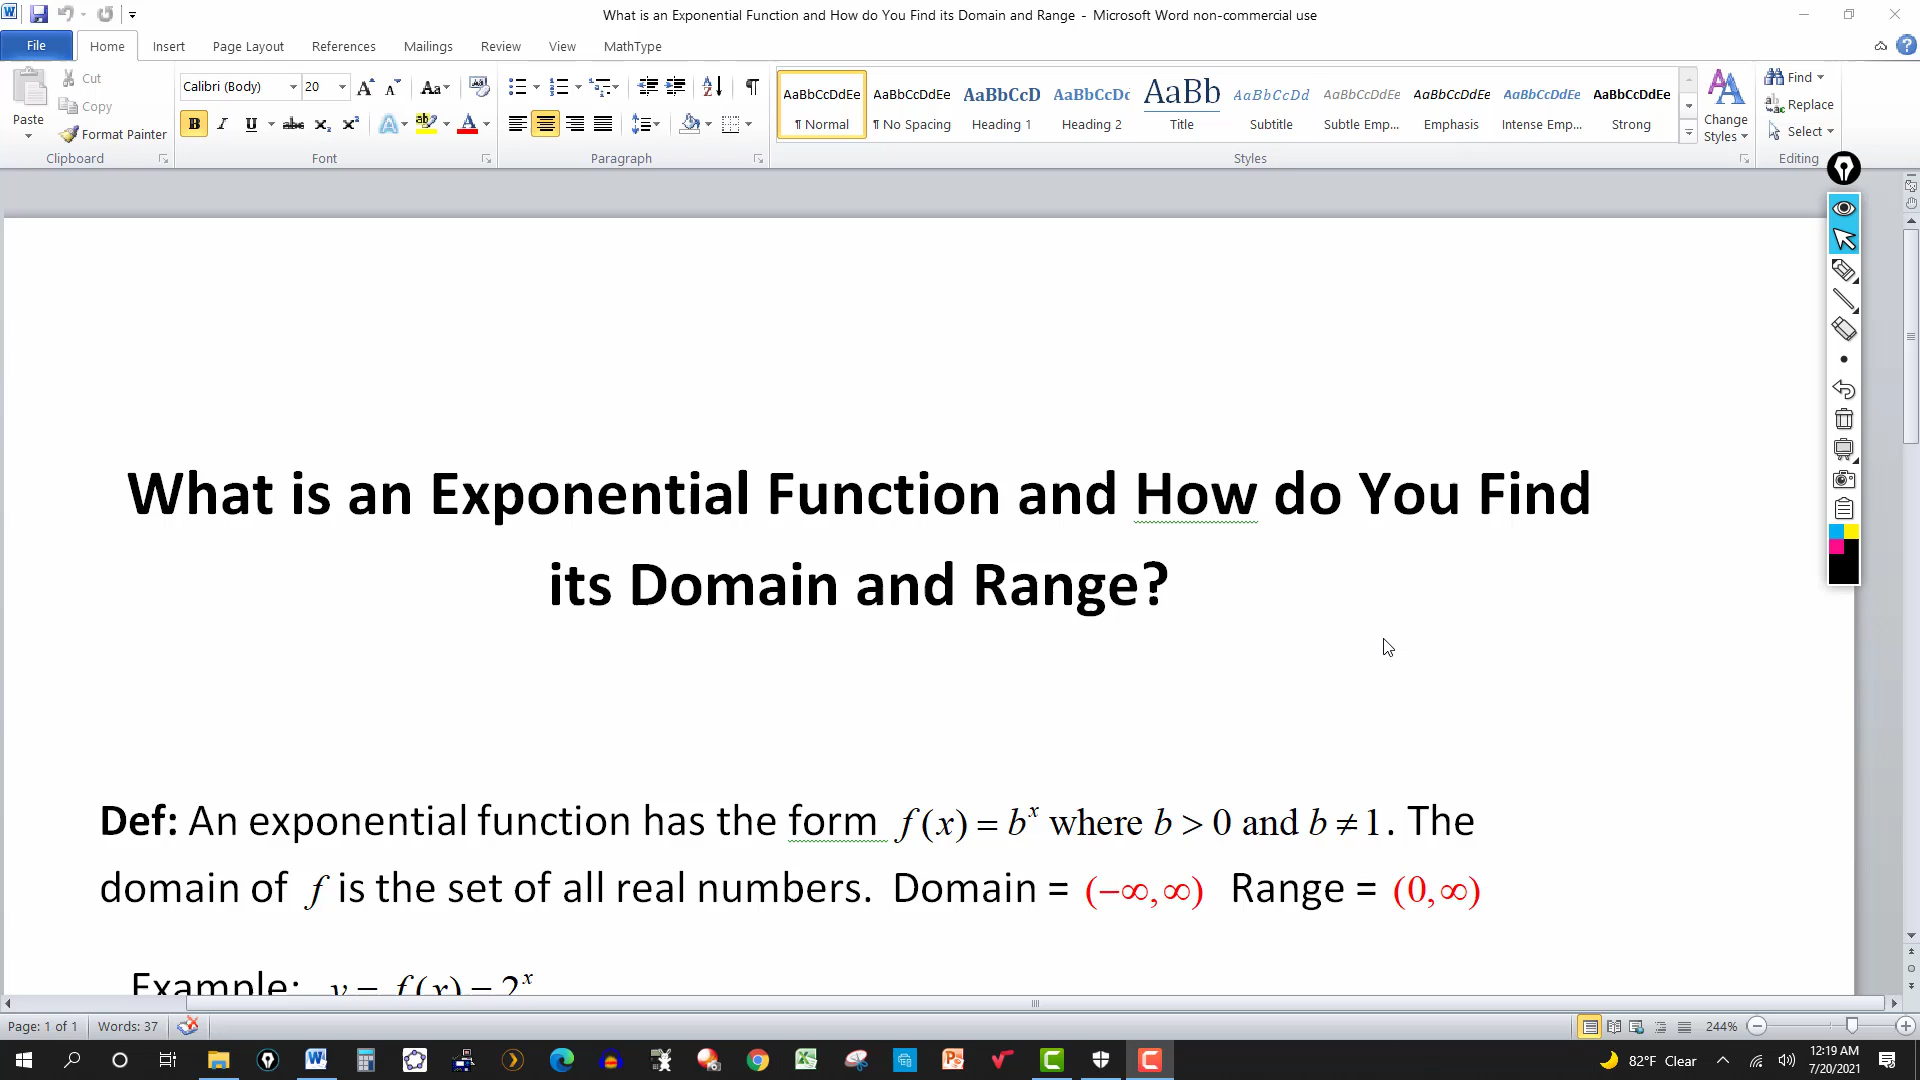 What is an Exponential Function and How do You Find its Domain and Range - Microsoft Word non-commercial use
File Home Insert Page Layout References Mailings Review View MathType
Paste
Cut
Copy
Format Painter
Clipboard
Calibri (Body) 20
Font
Paragraph
AaBbCcDdEe AaBbCcDdEe AaBbCcD AaBbCcDc AaBb AaBbCcDd AaBbCcDdEe AaBbCcDdEe AaBbCcDdEe AaBbCcDdEe
¶ Normal ¶ No Spacing Heading 1 Heading 2 Title Subtitle Subtle Emp... Emphasis Intense Emp... Strong
Change Styles
Styles
Find
Replace
Select
Editing
What is an Exponential Function and How do You Find
its Domain and Range?
Def: An exponential function has the form f(x) = bˣ where b > 0 and b ≠ 1. The
domain of f is the set of all real numbers. Domain = (−∞, ∞) Range = (0, ∞)
Example: y = f(x) = 2ˣ
Page: 1 of 1 Words: 37 244%
82°F Clear
12:19 AM
7/20/2021